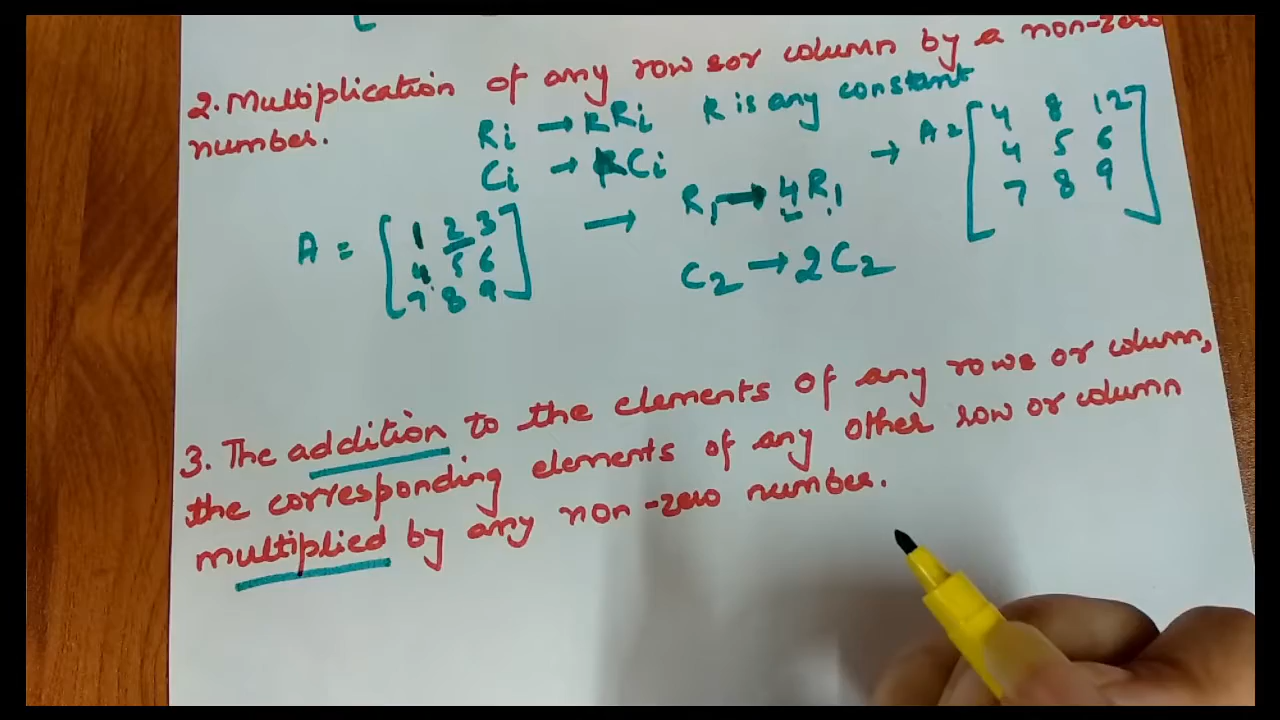 2. Multiplication of any row sor column by a non-zero
number.
Ri → kRi k is any constant
Ci → kCi
A = [1 2 3
4 5 6
7 8 9] → R1 → 4R1 → A = [4 8 12
4 5 6
7 8 9]
C2 → 2C2
3. The addition to the elements of any rows or column,
the corresponding elements of any other row or column
multiplied by any non-zero number.